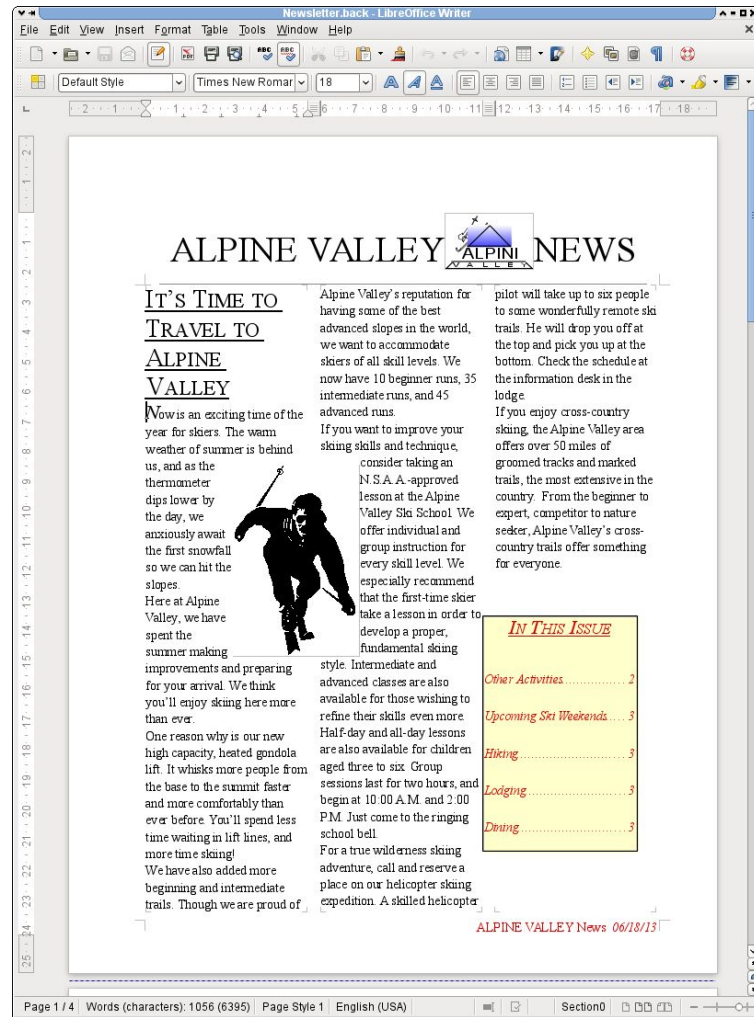 Newsletter.back - LibreOffice Writer
File Edit View Insert Format Table Tools Window Help
Default Style Times New Romar 18
2 1 1 2 3 4 5 6 7 8 9 10 11 12 13 14 15 16 17 18
ALPINE VALLEY ALPINI VALLEY NEWS
IT'S TIME TO
TRAVEL TO
ALPINE
VALLEY
Now is an exciting time of the
year for skiers. The warm
weather of summer is behind
us, and as the
thermometer
dips lower by
the day, we
anxiously await
the first snowfall
so we can hit the
slopes.
Here at Alpine
Valley, we have
spent the
summer making
improvements and preparing
for your arrival. We think
you'll enjoy skiing here more
than ever.
One reason why is our new
high capacity, heated gondola
lift. It whisks more people from
the base to the summit faster
and more comfortably than
ever before. You'll spend less
time waiting in lift lines, and
more time skiing!
We have also added more
beginning and intermediate
trails. Though we are proud of
Alpine Valley's reputation for
having some of the best
advanced slopes in the world,
we want to accommodate
skiers of all skill levels. We
now have 10 beginner runs, 35
intermediate runs, and 45
advanced runs.
If you want to improve your
skiing skills and technique,
consider taking an
N.S.A.A.-approved
lesson at the Alpine
Valley Ski School. We
offer individual and
group instruction for
every skill level. We
especially recommend
that the first-time skier
take a lesson in order to
develop a proper,
fundamental skiing
style. Intermediate and
advanced classes are also
available for those wishing to
refine their skills even more.
Half-day and all-day lessons
are also available for children
aged three to six. Group
sessions last for two hours, and
begin at 10:00 A.M. and 2:00
P.M. Just come to the ringing
school bell.
For a true wilderness skiing
adventure, call and reserve a
place on our helicopter skiing
expedition. A skilled helicopter
pilot will take up to six people
to some wonderfully remote ski
trails. He will drop you off at
the top and pick you up at the
bottom. Check the schedule at
the information desk in the
lodge.
If you enjoy cross-country
skiing, the Alpine Valley area
offers over 50 miles of
groomed tracks and marked
trails, the most extensive in the
country. From the beginner to
expert, competitor to nature
seeker, Alpine Valley's cross-
country trails offer something
for everyone.
IN THIS ISSUE
Other Activities................ 2
Upcoming Ski Weekends..... 3
Hiking............................ 3
Lodging........................... 3
Dining............................ 3
ALPINE VALLEY News 06/18/13
Page 1 / 4 Words (characters): 1056 (6395) Page Style 1 English (USA) Section0